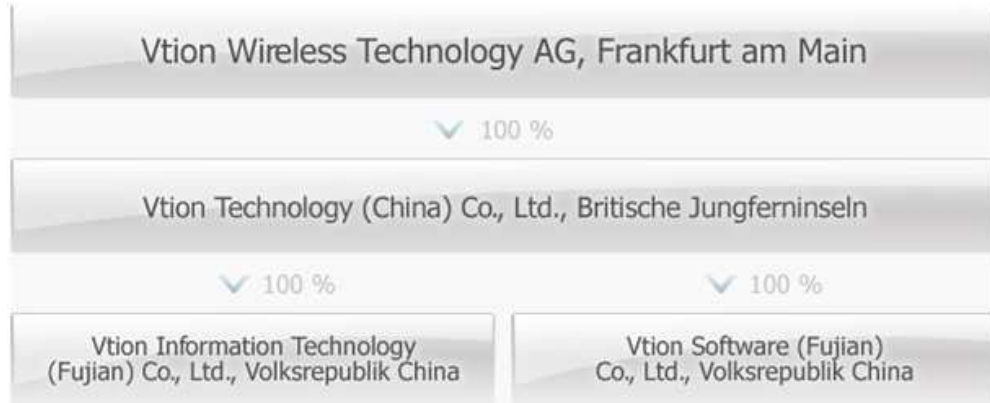 Vtion Wireless Technology AG, Frankfurt am Main
100 %
Vtion Technology (China) Co., Ltd., Britische Jungferninseln
100 %
100 %
Vtion Information Technology
(Fujian) Co., Ltd., Volksrepublik China
Vtion Software (Fujian)
Co., Ltd., Volksrepublik China